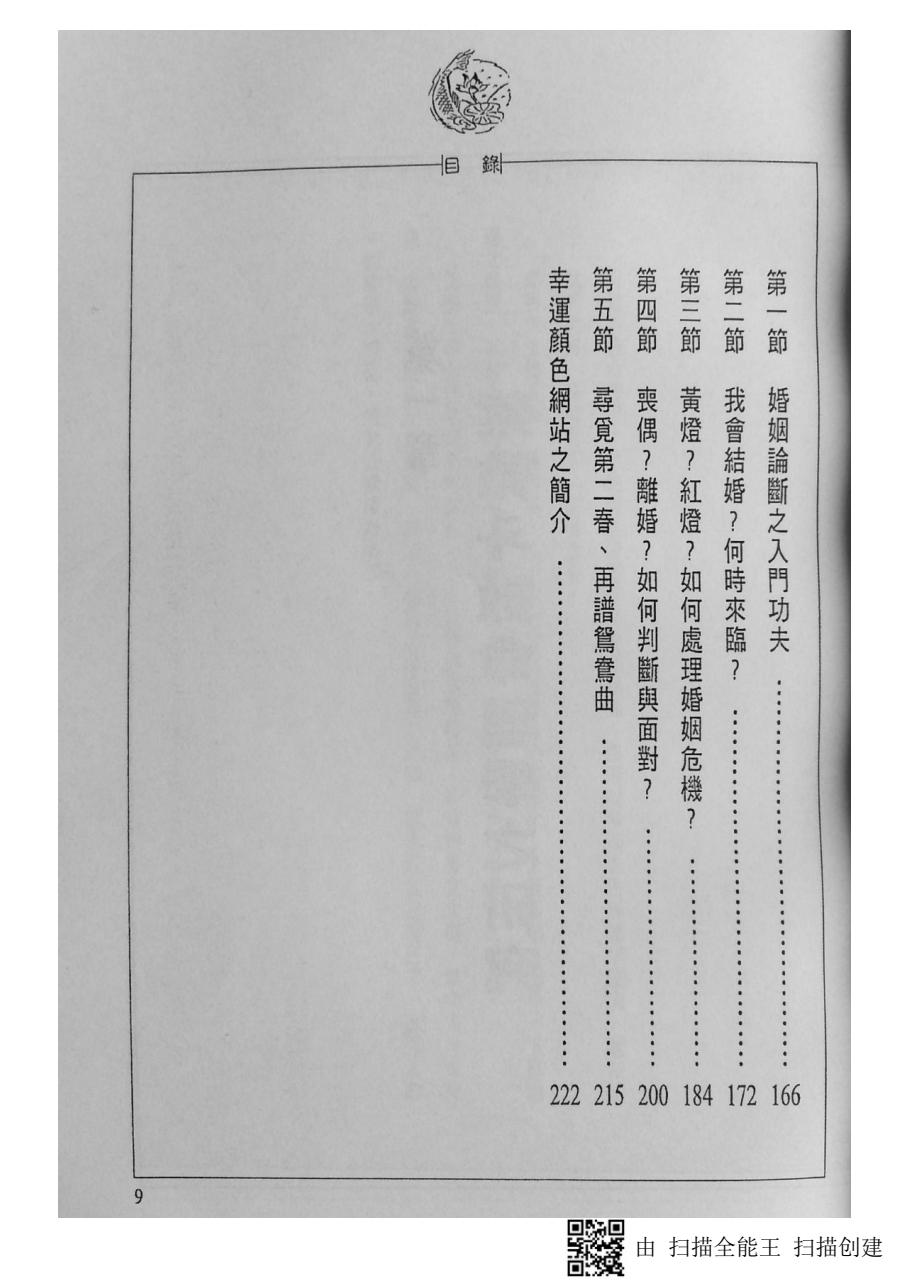 目錄
第一節 婚姻論斷之入門功夫 …………………… 166
第二節 我會結婚？何時來臨？ …………………… 172
第三節 黃燈？紅燈？如何處理婚姻危機？ …………………… 184
第四節 喪偶？離婚？如何判斷與面對？ …………………… 200
第五節 尋覓第二春、再譜鴛鴦曲 …………………… 215
幸運顏色網站之簡介 …………………… 222
9
由 扫描全能王 扫描创建